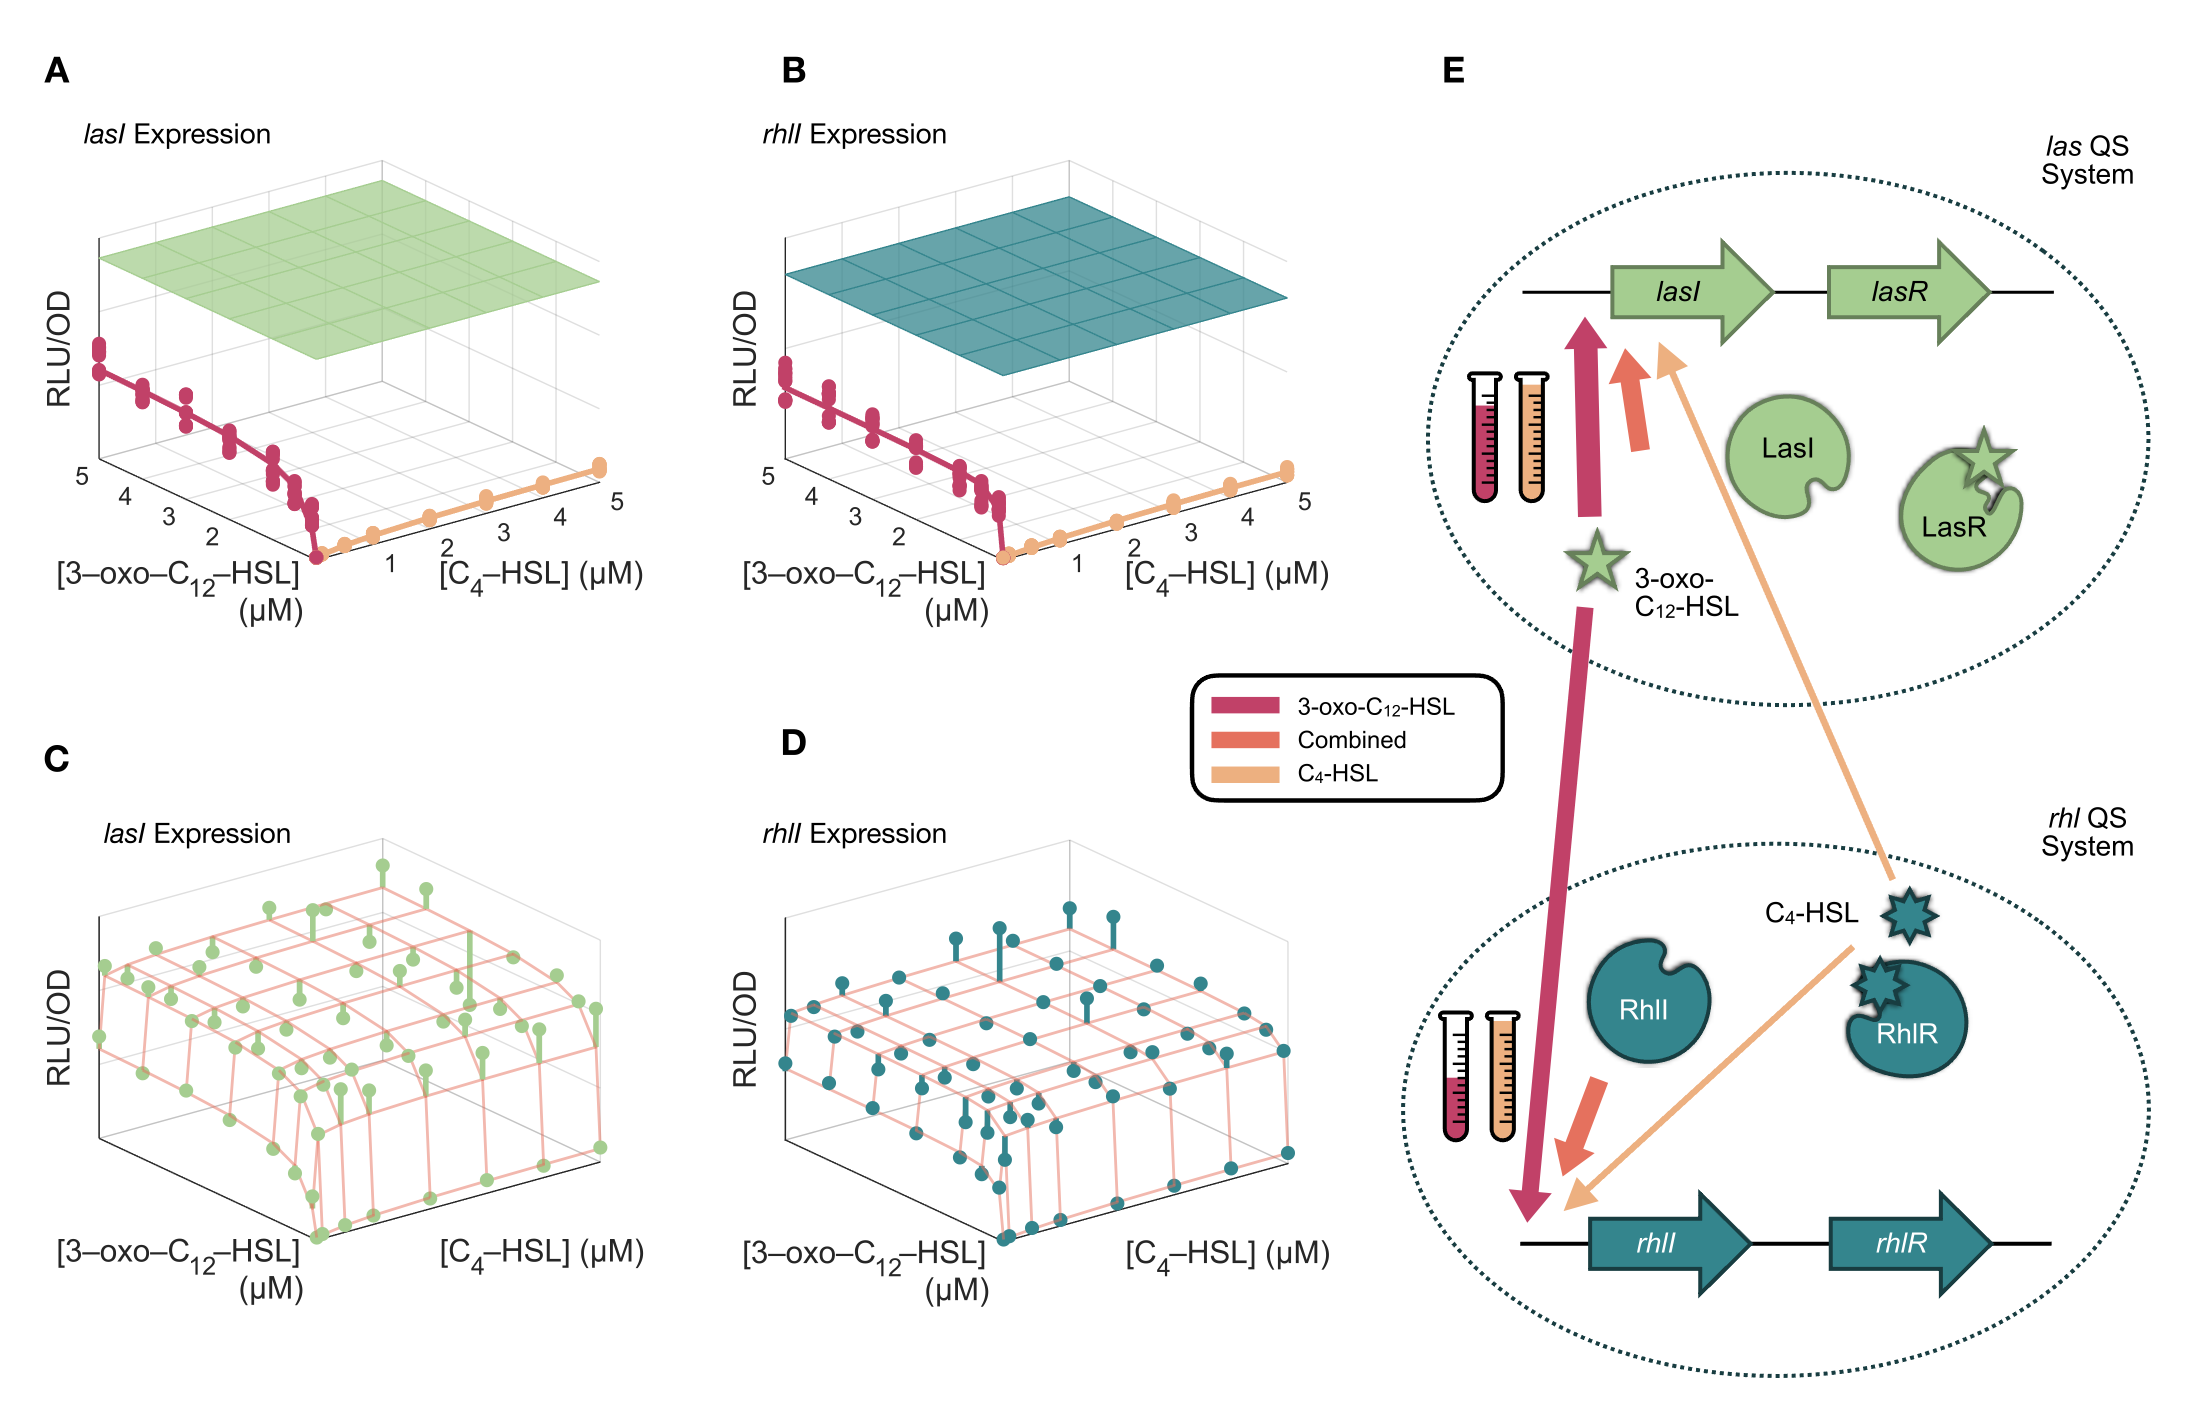 A
lasI Expression
RLU/OD
5
4
3
2
[3–oxo–C12–HSL]
(µM)
1
2
3
4
5
[C4–HSL] (µM)
B
rhlI Expression
RLU/OD
5
4
3
2
[3–oxo–C12–HSL]
(µM)
1
2
3
4
5
[C4–HSL] (µM)
C
lasI Expression
RLU/OD
[3–oxo–C12–HSL]
(µM)
[C4–HSL] (µM)
D
rhlI Expression
RLU/OD
[3–oxo–C12–HSL]
(µM)
[C4–HSL] (µM)
E
las QS
System
lasI
lasR
LasI
LasR
3-oxo-
C12-HSL
3-oxo-C12-HSL
Combined
C4-HSL
rhl QS
System
C4-HSL
RhlI
RhlR
rhlI
rhlR